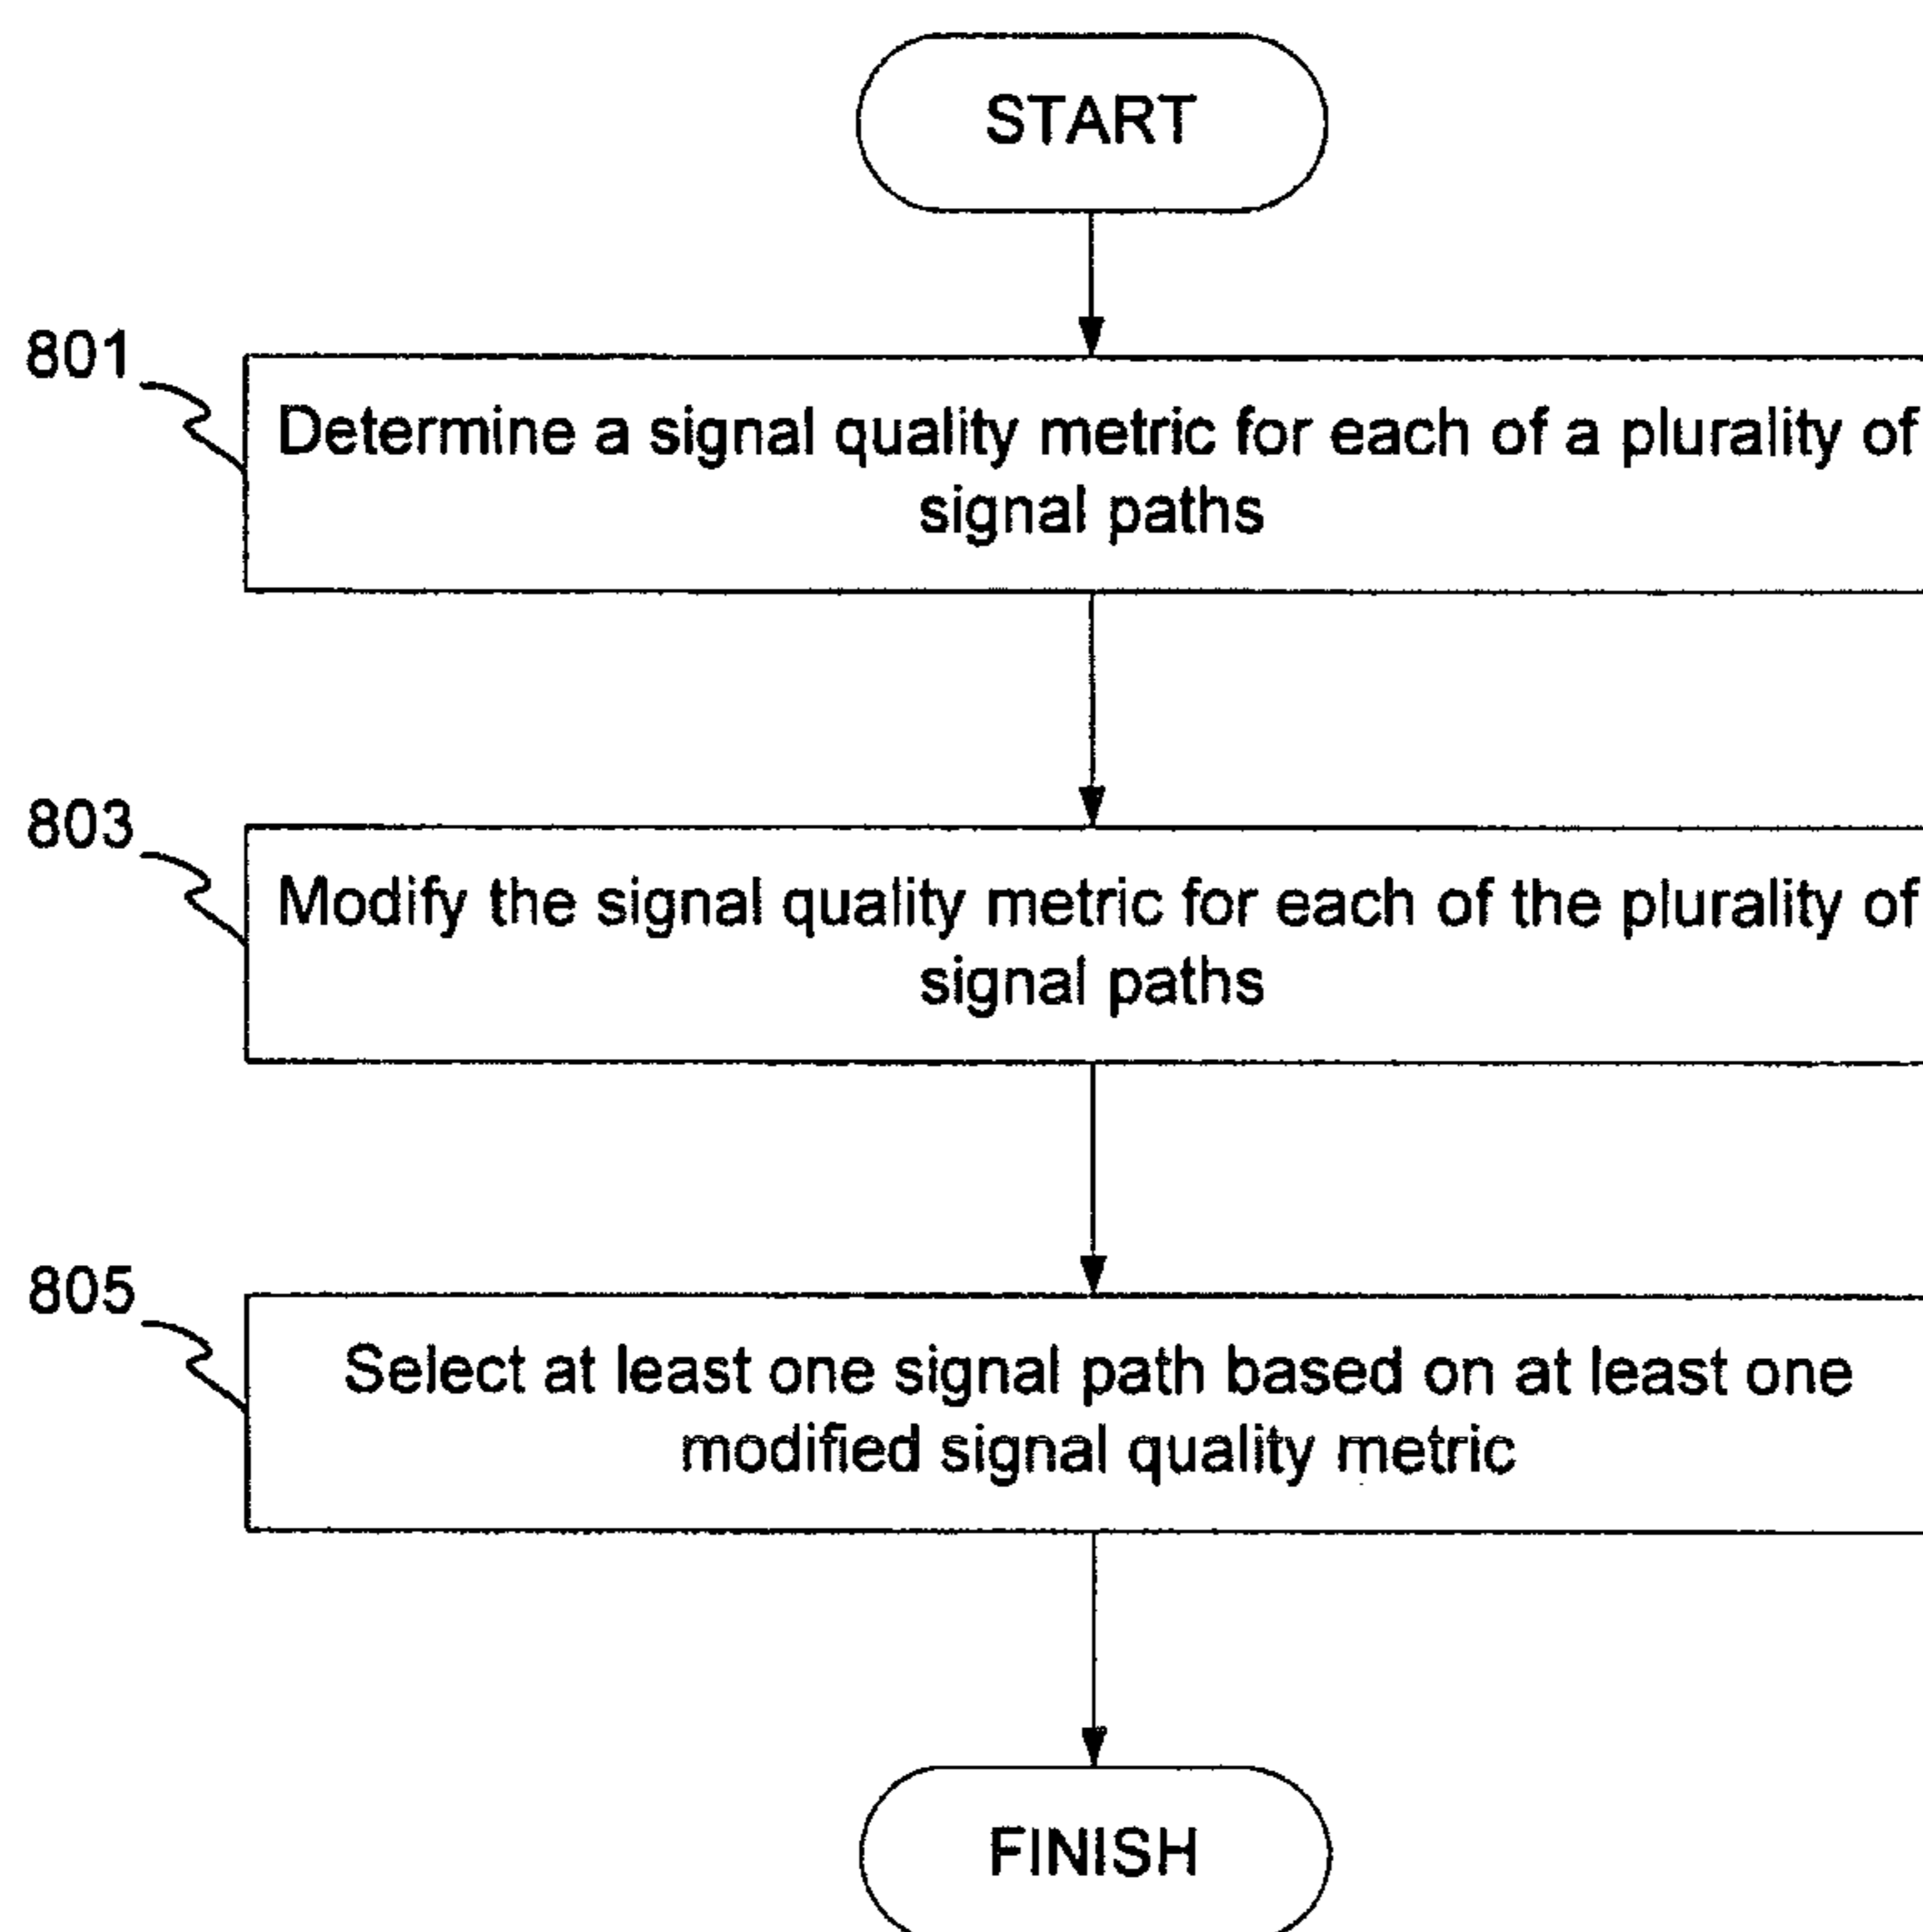 START
801
Determine a signal quality metric for each of a plurality of
signal paths
803
Modify the signal quality metric for each of the plurality of
signal paths
805
Select at least one signal path based on at least one
modified signal quality metric
FINISH